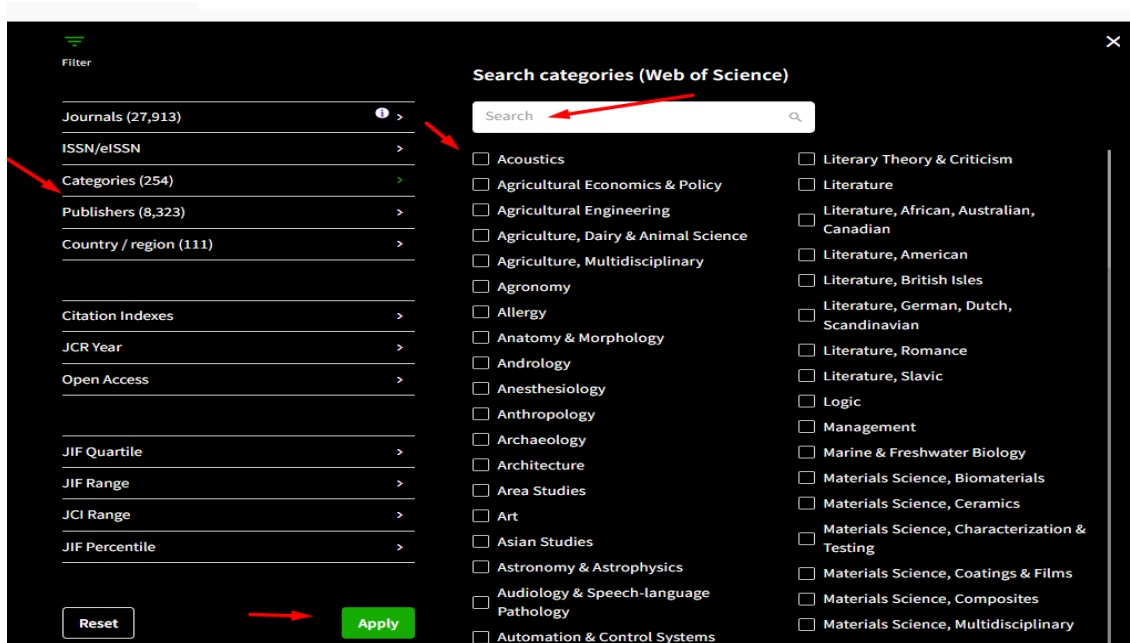 Filter
Journals (27,913)
ISSN/eISSN
Categories (254)
Publishers (8,323)
Country / region (111)
Citation Indexes
JCR Year
Open Access
JIF Quartile
JIF Range
JCI Range
JIF Percentile
Reset
Apply
Search categories (Web of Science)
Search
Acoustics
Agricultural Economics & Policy
Agricultural Engineering
Agriculture, Dairy & Animal Science
Agriculture, Multidisciplinary
Agronomy
Allergy
Anatomy & Morphology
Andrology
Anesthesiology
Anthropology
Archaeology
Architecture
Area Studies
Art
Asian Studies
Astronomy & Astrophysics
Audiology & Speech-language
Pathology
Automation & Control Systems
Literary Theory & Criticism
Literature
Literature, African, Australian,
Canadian
Literature, American
Literature, British Isles
Literature, German, Dutch,
Scandinavian
Literature, Romance
Literature, Slavic
Logic
Management
Marine & Freshwater Biology
Materials Science, Biomaterials
Materials Science, Ceramics
Materials Science, Characterization &
Testing
Materials Science, Coatings & Films
Materials Science, Composites
Materials Science, Multidisciplinary